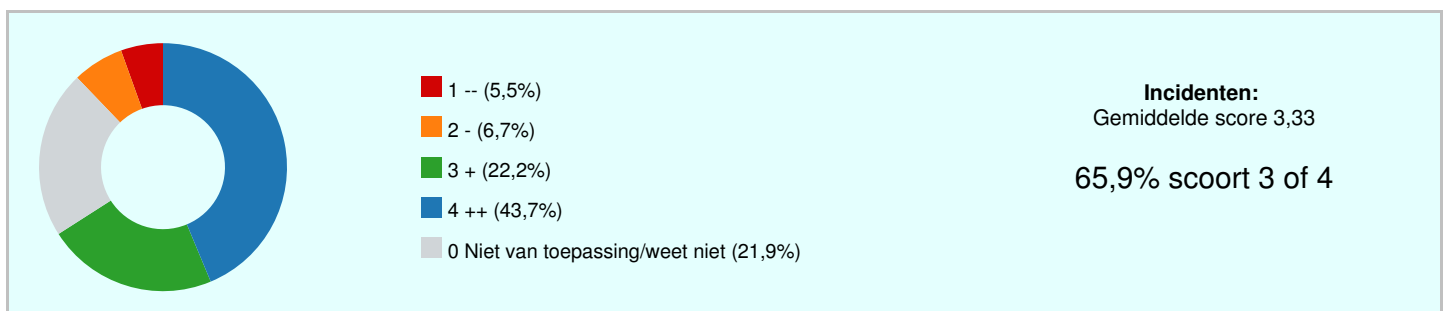 1 -- (5,5%)
2 - (6,7%)
3 + (22,2%)
4 ++ (43,7%)
0 Niet van toepassing/weet niet (21,9%)
Incidenten:
Gemiddelde score 3,33
65,9% scoort 3 of 4